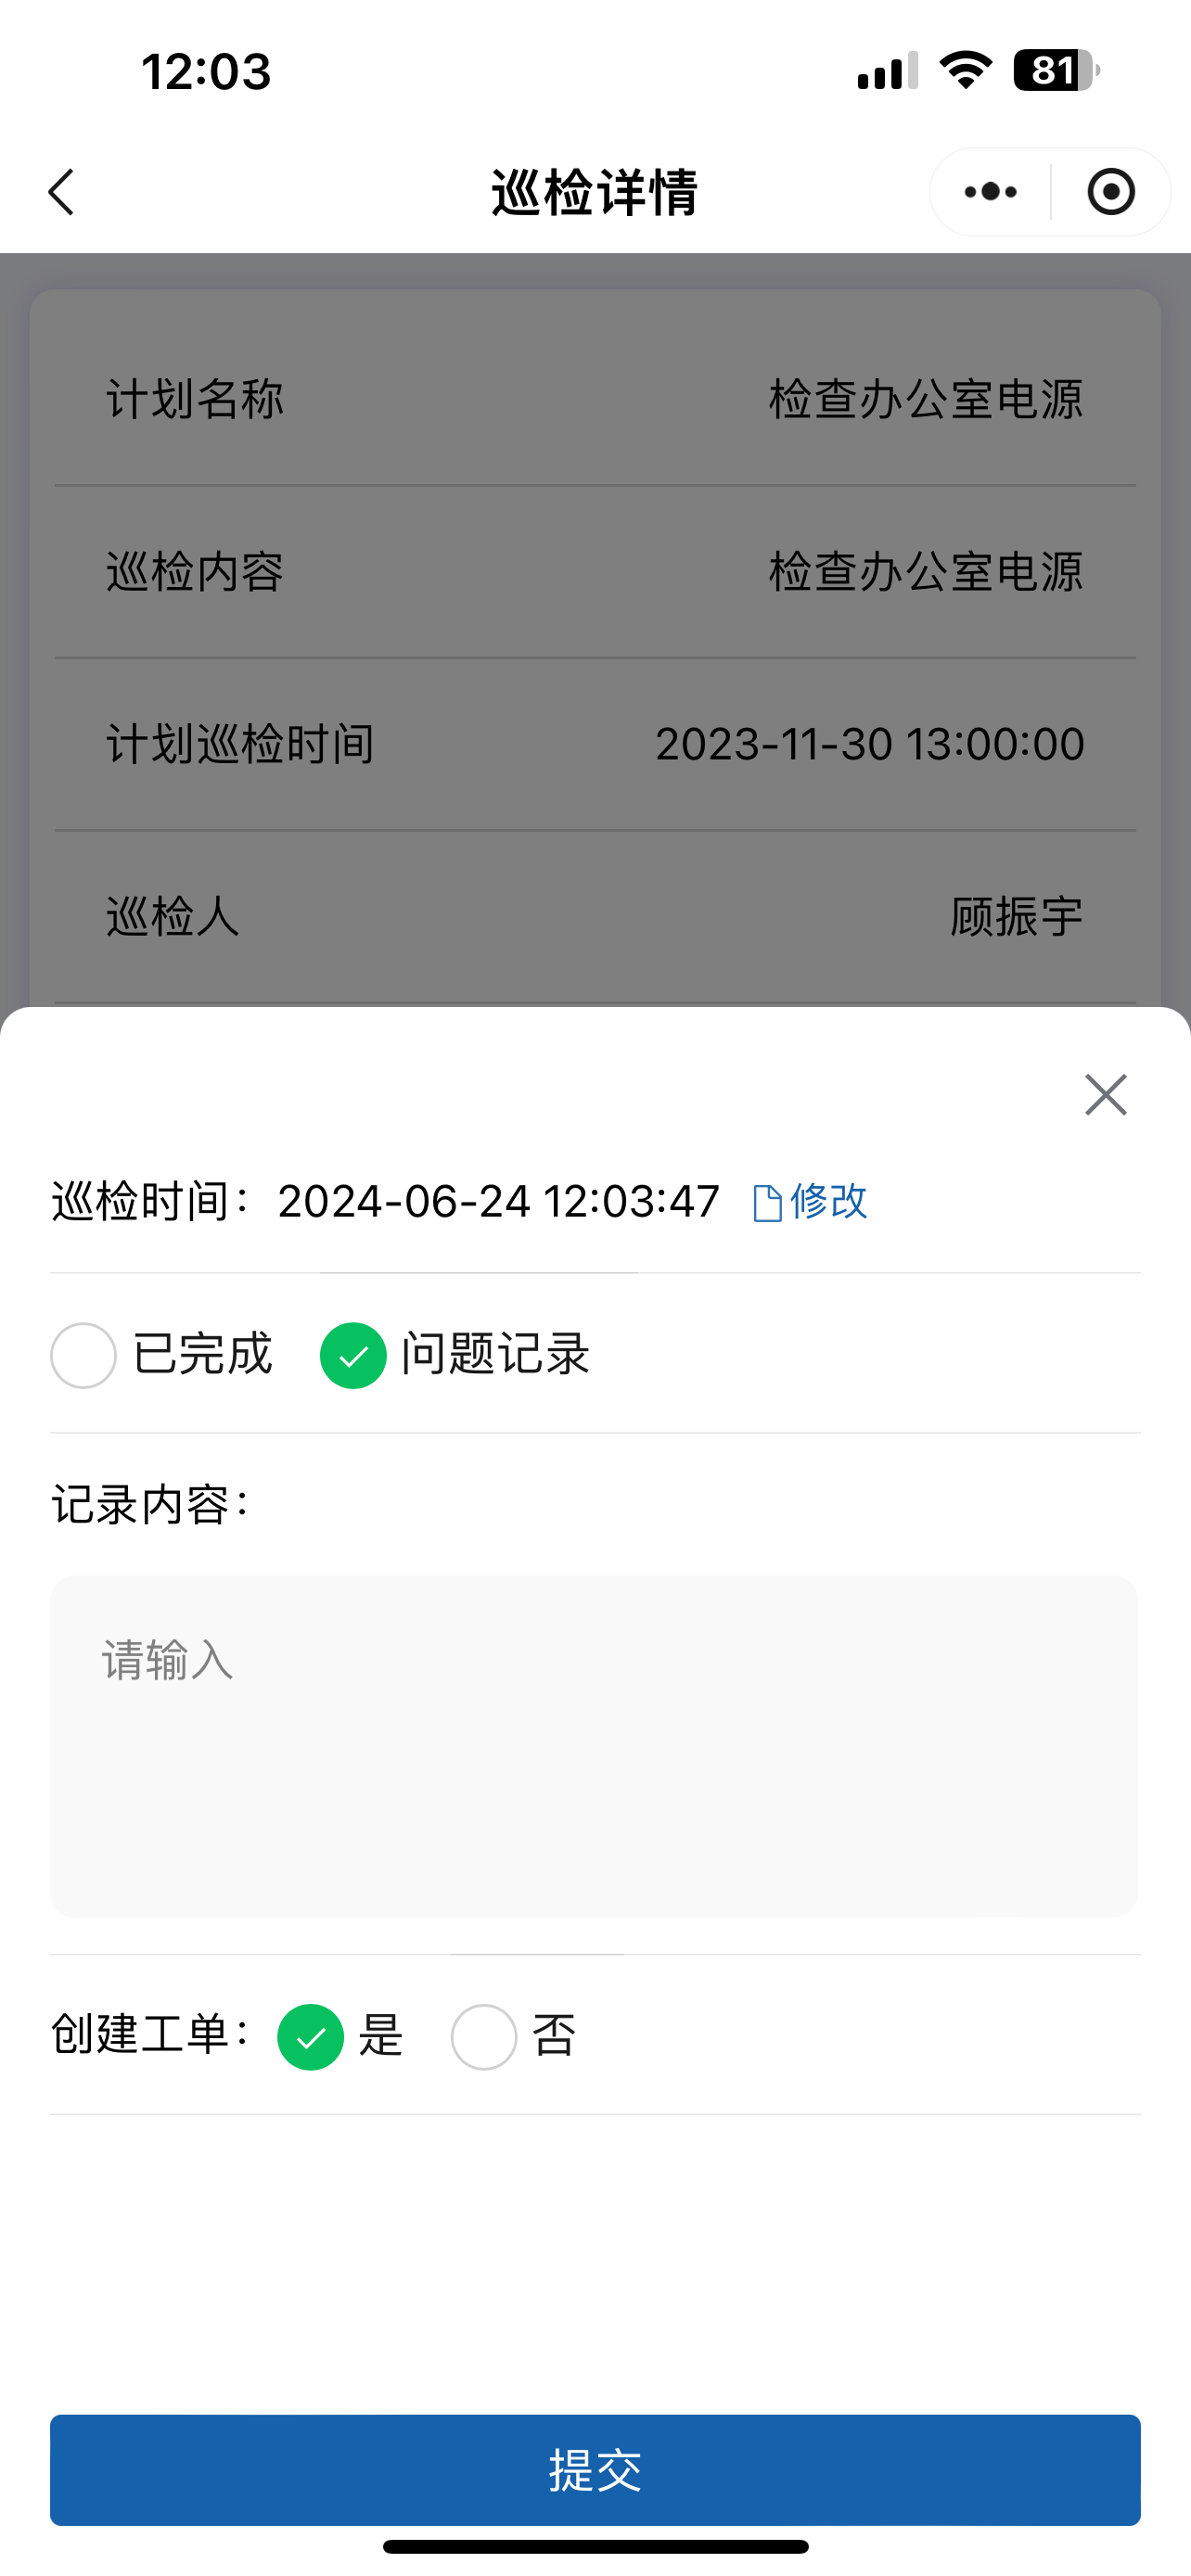 12:03
81
巡检详情
计划名称 检查办公室电源
巡检内容 检查办公室电源
计划巡检时间 2023-11-30 13:00:00
巡检人 顾振宇
巡检时间：2024-06-24 12:03:47 修改
已完成 问题记录
记录内容：
请输入
创建工单： 是 否
提交